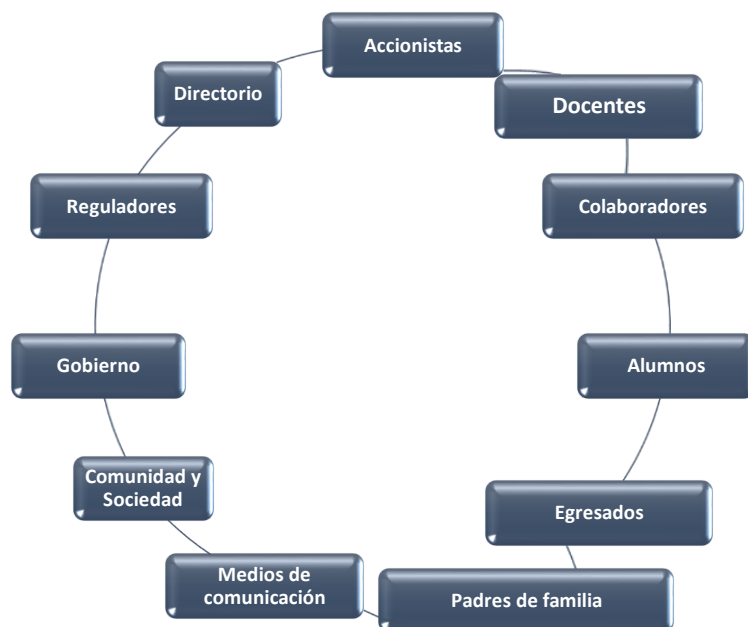 Accionistas
Docentes
Colaboradores
Alumnos
Egresados
Padres de familia
Medios de
comunicación
Comunidad y
Sociedad
Gobierno
Reguladores
Directorio